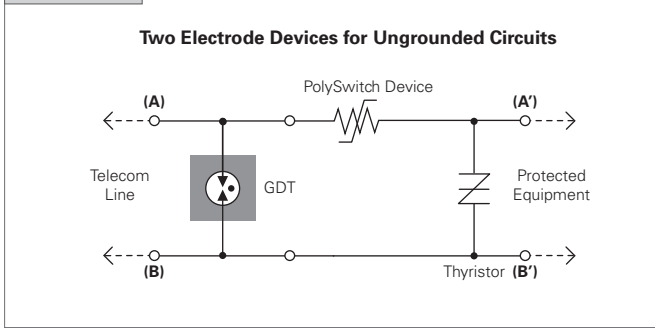 Two Electrode Devices for Ungrounded Circuits
PolySwitch Device
(A)
(A')
Telecom
Line
GDT
Protected
Equipment
(B)
Thyristor
(B')